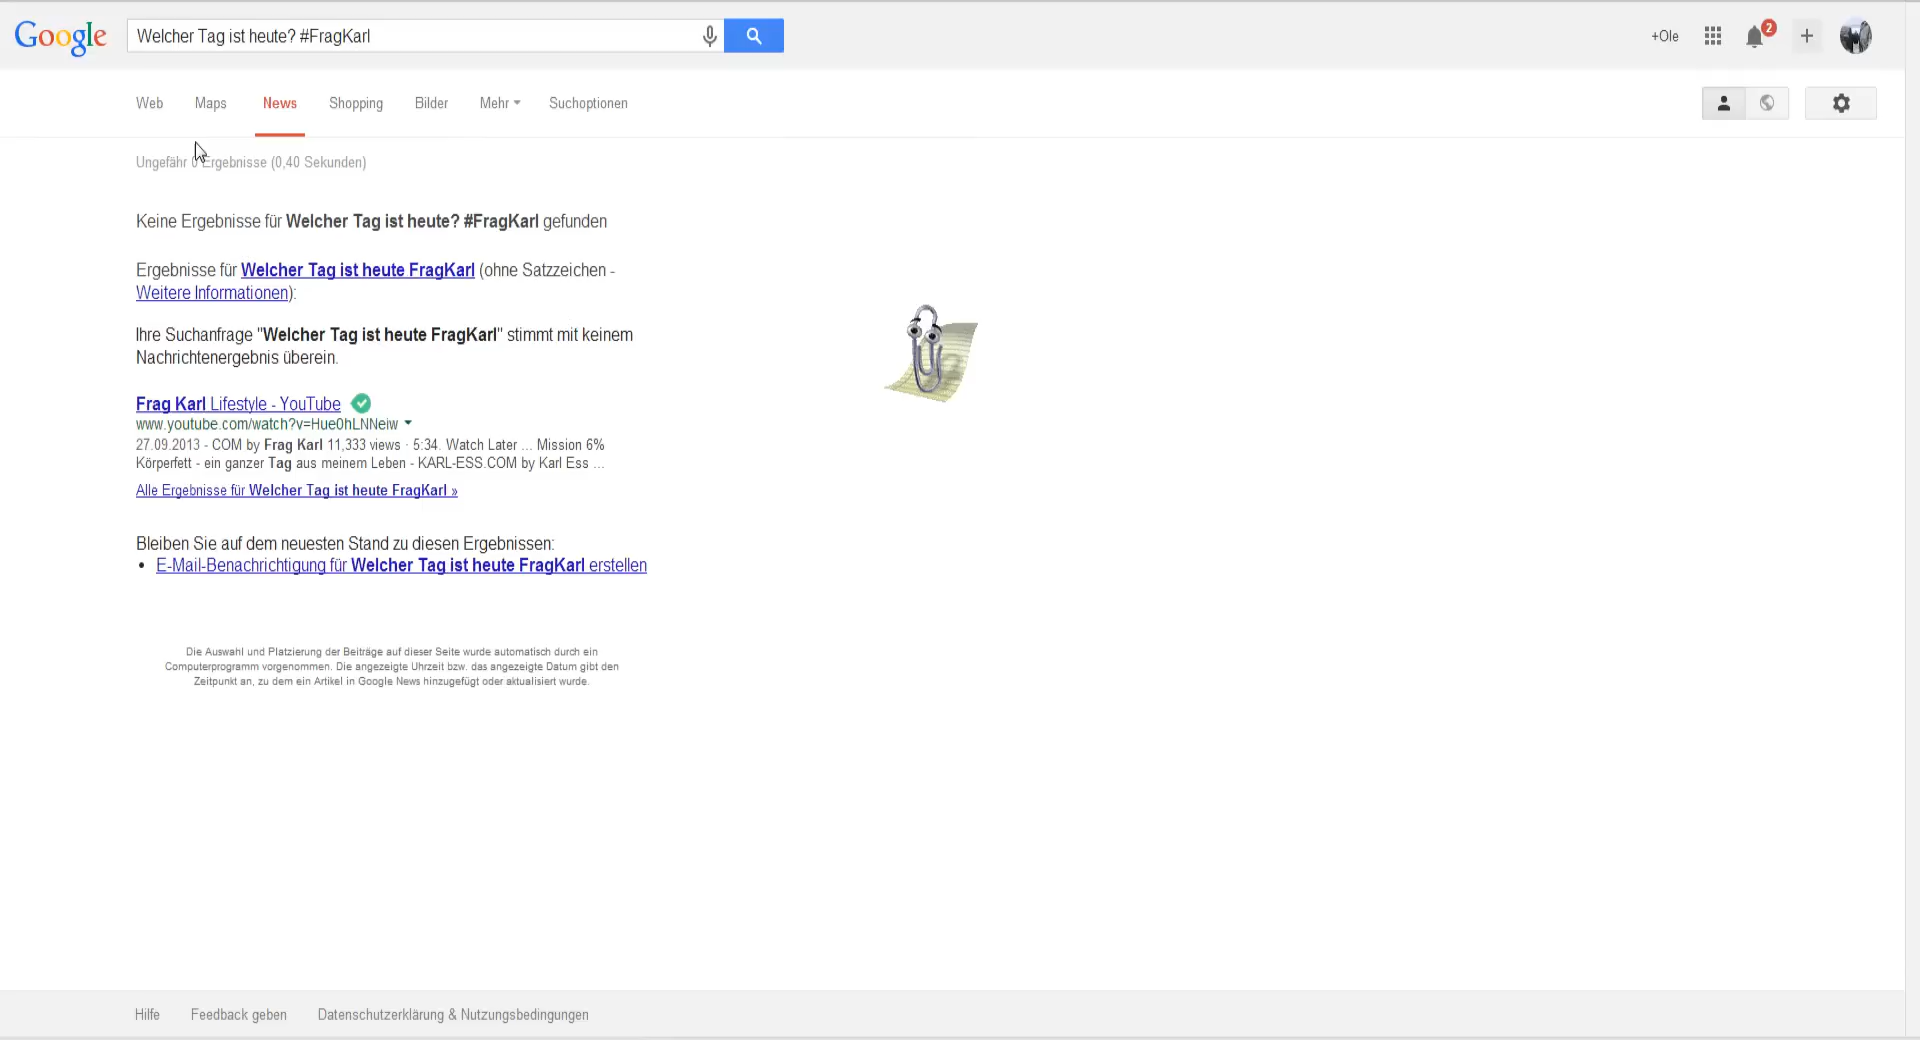 Google
Welcher Tag ist heute? #FragKarl
+Ole
2
Web Maps News Shopping Bilder Mehr Suchoptionen
Ungefähr 0 Ergebnisse (0,40 Sekunden)
Keine Ergebnisse für Welcher Tag ist heute? #FragKarl gefunden
Ergebnisse für Welcher Tag ist heute FragKarl (ohne Satzzeichen -
Weitere Informationen):
Ihre Suchanfrage "Welcher Tag ist heute FragKarl" stimmt mit keinem
Nachrichtenergebnis überein.
Frag Karl Lifestyle - YouTube
www.youtube.com/watch?v=Hue0hLNNeiw
27.09.2013 - COM by Frag Karl 11,333 views · 5:34. Watch Later ... Mission 6%
Körperfett - ein ganzer Tag aus meinem Leben - KARL-ESS.COM by Karl Ess ...
Alle Ergebnisse für Welcher Tag ist heute FragKarl »
Bleiben Sie auf dem neuesten Stand zu diesen Ergebnissen:
• E-Mail-Benachrichtigung für Welcher Tag ist heute FragKarl erstellen
Die Auswahl und Platzierung der Beiträge auf dieser Seite wurde automatisch durch ein
Computerprogramm vorgenommen. Die angezeigte Uhrzeit bzw. das angezeigte Datum gibt den
Zeitpunkt an, zu dem ein Artikel in Google News hinzugefügt oder aktualisiert wurde.
Hilfe Feedback geben Datenschutzerklärung & Nutzungsbedingungen